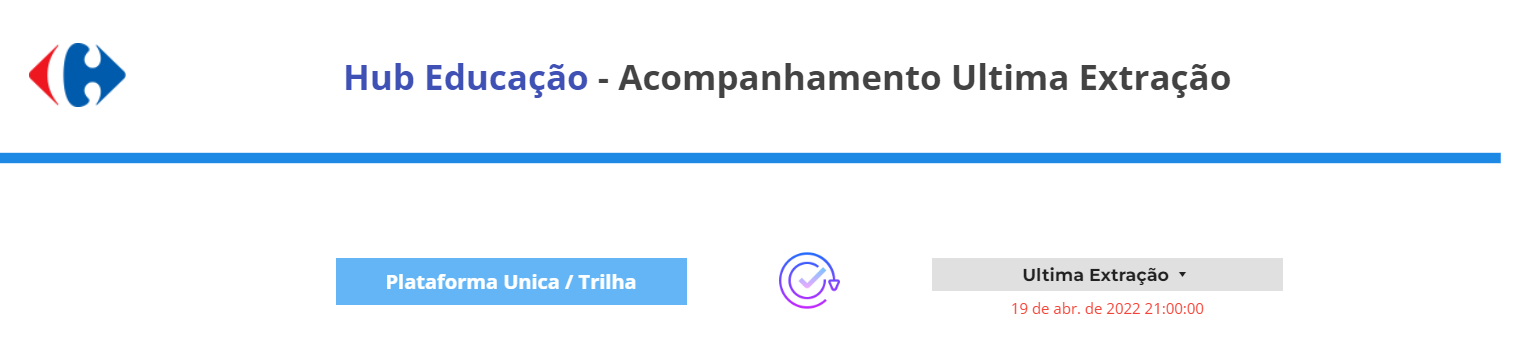 Hub Educação - Acompanhamento Ultima Extração
Plataforma Unica / Trilha
Ultima Extração
19 de abr. de 2022 21:00:00